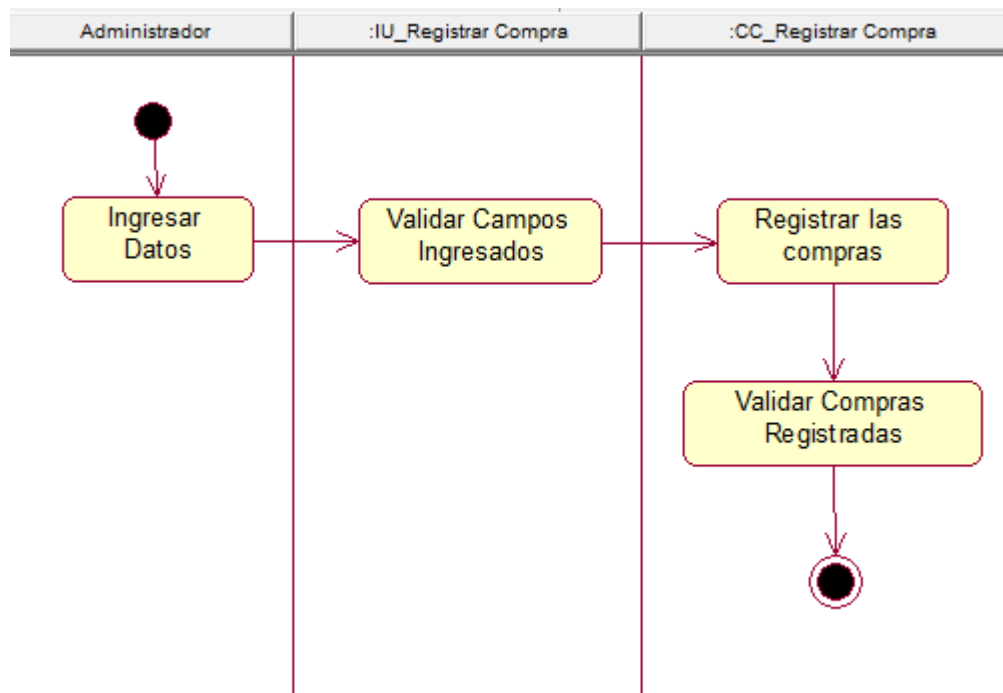 Administrador
:IU_Registrar Compra
:CC_Registrar Compra
Ingresar
Datos
Validar Campos
Ingresados
Registrar las
compras
Validar Compras
Registradas